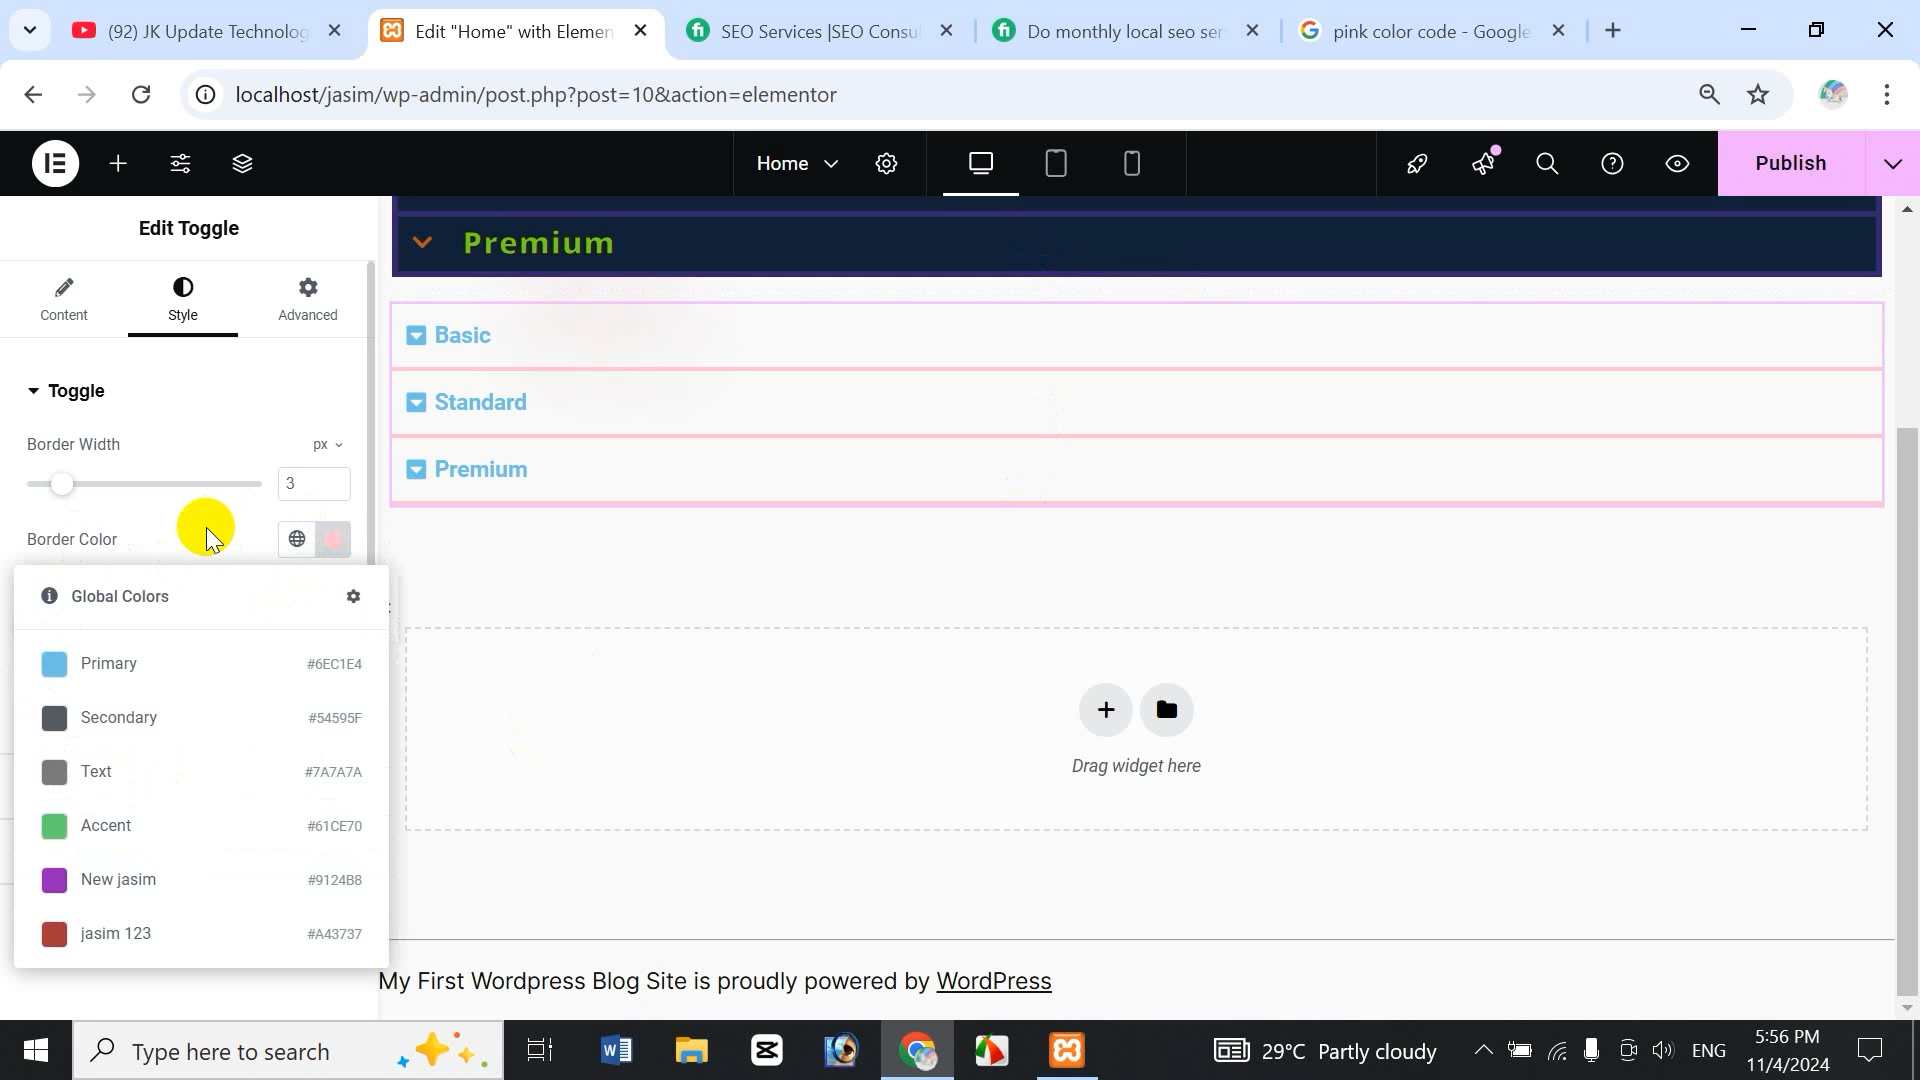 (92) JK Update Technolog
Edit "Home" with Elemen
SEO Services |SEO Consul
Do monthly local seo ser
pink color code - Google
localhost/jasim/wp-admin/post.php?post=10&action=elementor
Home
Publish
Edit Toggle
Content
Style
Advanced
Toggle
Border Width
px
3
Border Color
Global Colors
Primary #6EC1E4
Secondary #54595F
Text #7A7A7A
Accent #61CE70
New jasim #9124B8
jasim 123 #A43737
Premium
Basic
Standard
Premium
Drag widget here
My First Wordpress Blog Site is proudly powered by WordPress
Type here to search
29°C Partly cloudy
ENG
5:56 PM
11/4/2024